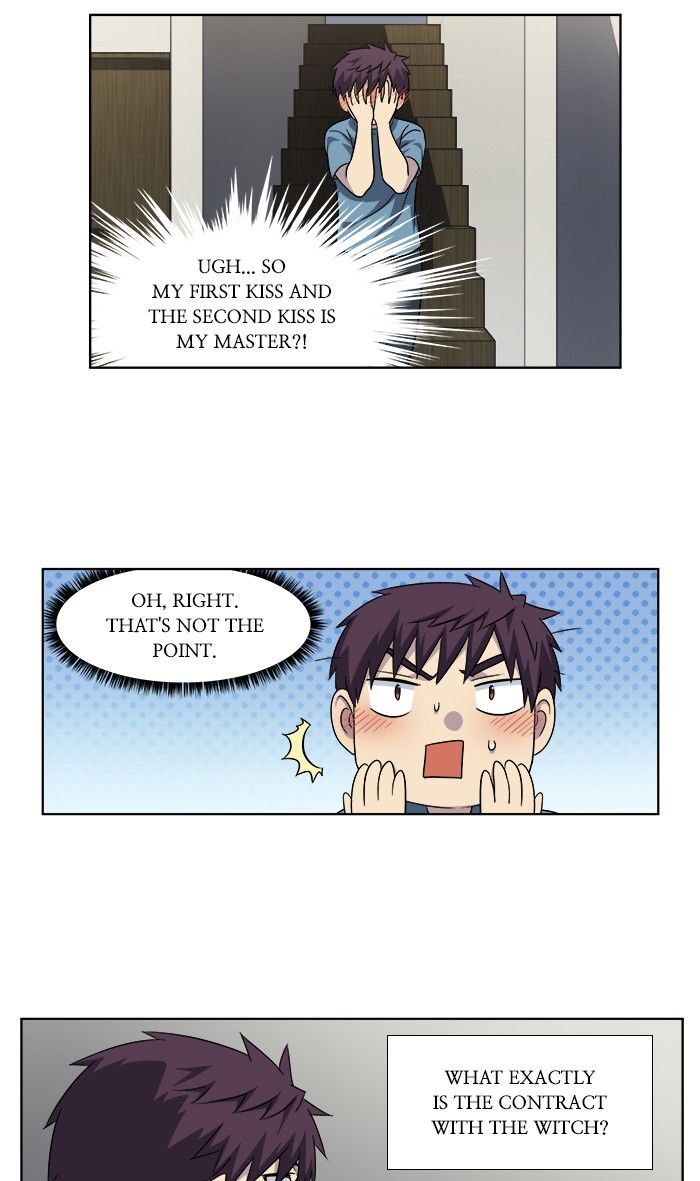 UGH... SO
MY FIRST KISS AND
THE SECOND KISS IS
MY MASTER?!
OH, RIGHT.
THAT'S NOT THE
POINT.
WHAT EXACTLY
IS THE CONTRACT
WITH THE WITCH?